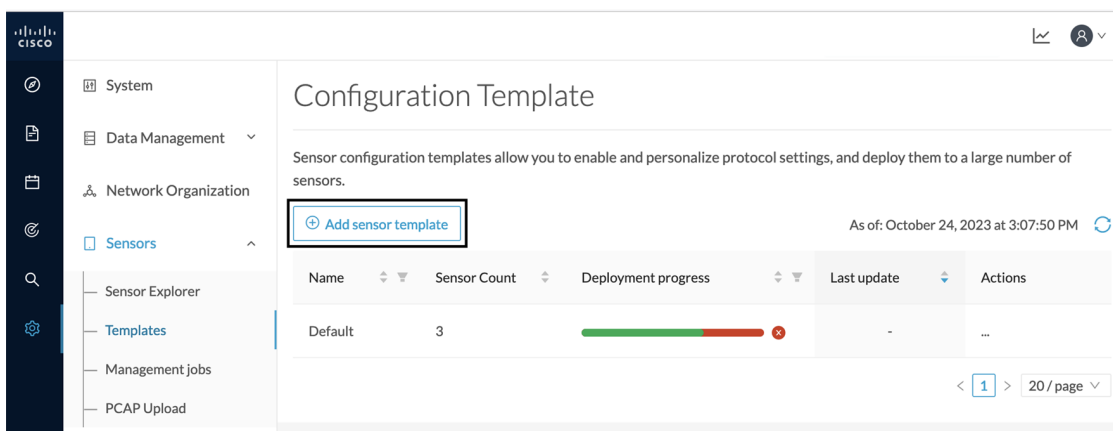 CISCO
System
Data Management
Network Organization
Sensors
Sensor Explorer
Templates
Management jobs
PCAP Upload
Configuration Template
Sensor configuration templates allow you to enable and personalize protocol settings, and deploy them to a large number of
sensors.
Add sensor template
As of: October 24, 2023 at 3:07:50 PM
Name Sensor Count Deployment progress Last update Actions
Default 3 - ...
< 1 > 20 / page